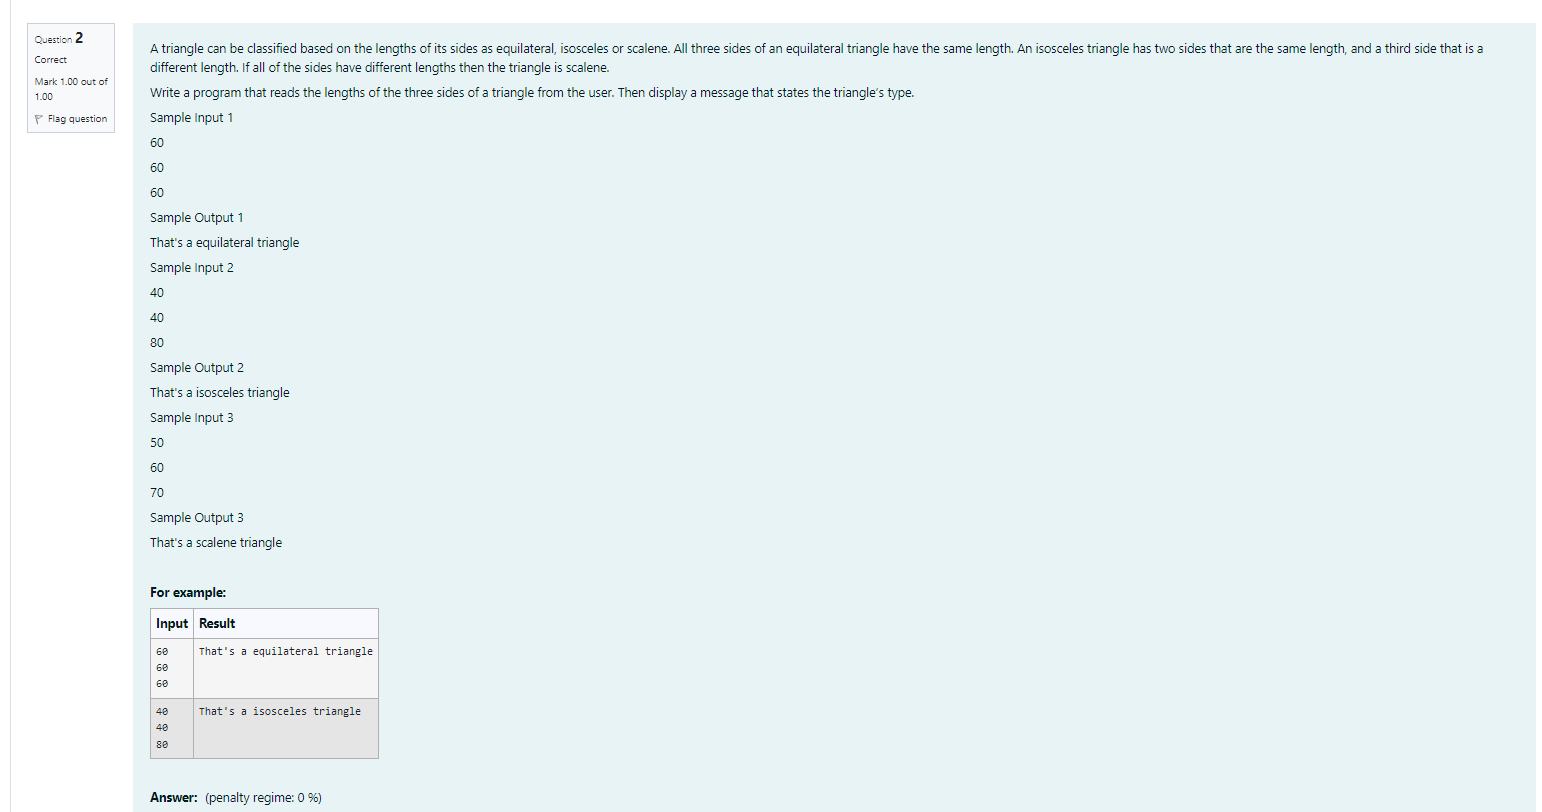 Question 2
Correct
Mark 1.00 out of
1.00
Flag question
A triangle can be classified based on the lengths of its sides as equilateral, isosceles or scalene. All three sides of an equilateral triangle have the same length. An isosceles triangle has two sides that are the same length, and a third side that is a
different length. If all of the sides have different lengths then the triangle is scalene.
Write a program that reads the lengths of the three sides of a triangle from the user. Then display a message that states the triangle's type.
Sample Input 1
60
60
60
Sample Output 1
That's a equilateral triangle
Sample Input 2
40
40
80
Sample Output 2
That's a isosceles triangle
Sample Input 3
50
60
70
Sample Output 3
That's a scalene triangle
For example:
Input Result
60 That's a equilateral triangle
60
60
40 That's a isosceles triangle
40
80
Answer: (penalty regime: 0 %)